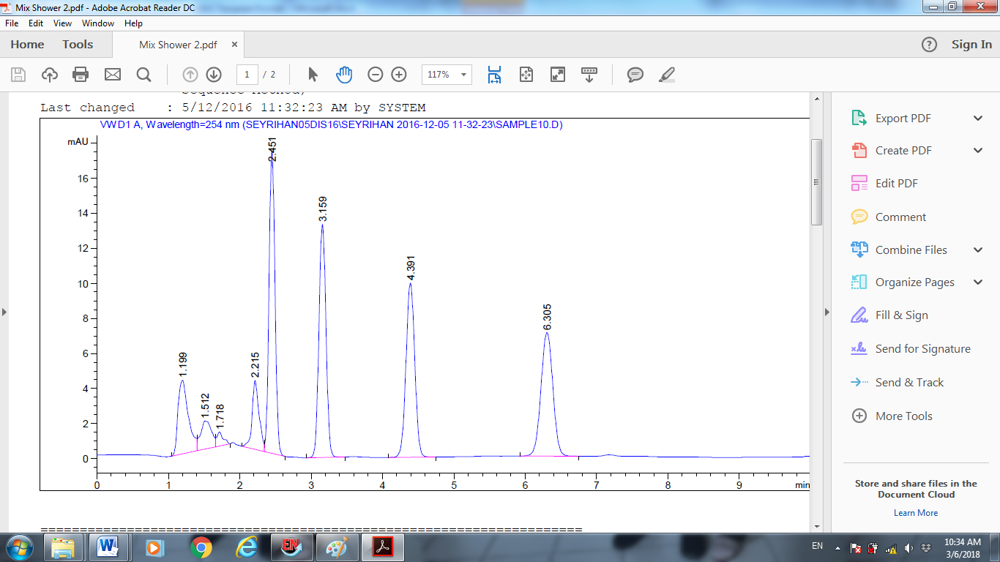 Mix Shower 2.pdf - Adobe Acrobat Reader DC
File Edit View Window Help
Home Tools Mix Shower 2.pdf × ? Sign In
1 / 2 117%
Last changed : 5/12/2016 11:32:23 AM by SYSTEM
VWD1 A, Wavelength=254 nm (SEYRIHAN05DIS16\SEYRIHAN 2016-12-05 11-32-23\SAMPLE10.D)
mAU
16
14
12
10
8
6
4
2
0
1.199
1.512
1.718
2.215
2.451
3.159
4.391
6.305
0 1 2 3 4 5 6 7 8 9 min
======================================================================
Export PDF
Create PDF
Edit PDF
Comment
Combine Files
Organize Pages
Fill & Sign
Send for Signature
Send & Track
More Tools
Store and share files in the
Document Cloud
Learn More
EN
10:34 AM
3/6/2018